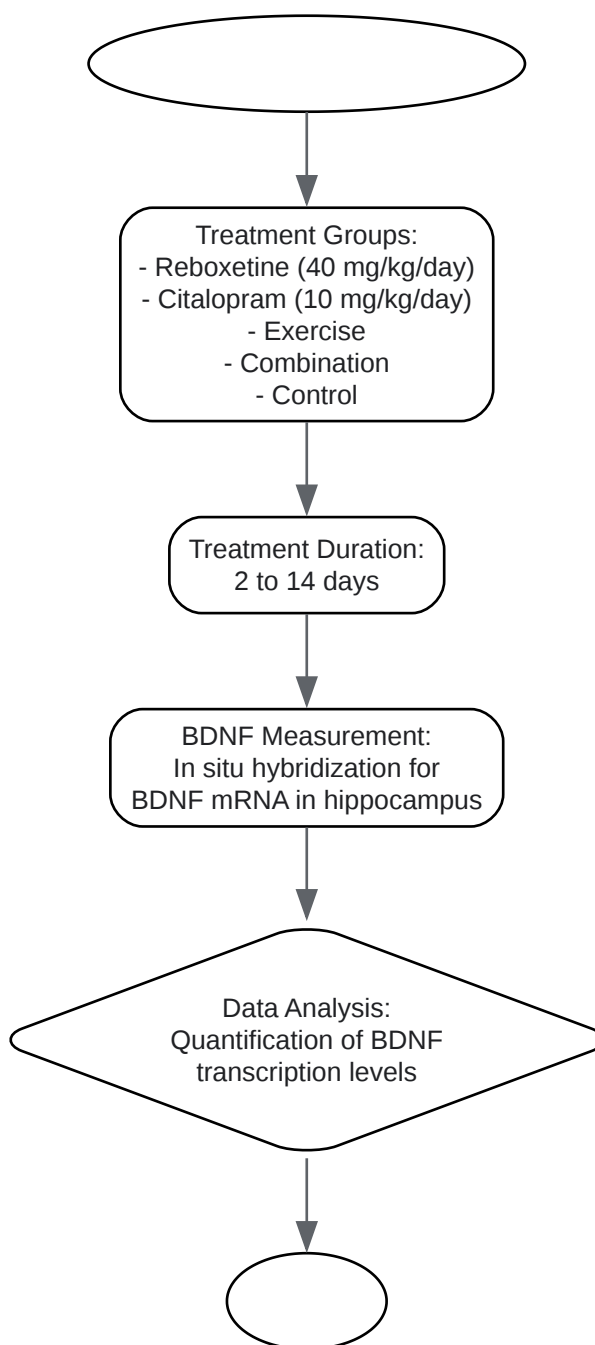 Treatment Groups:
- Reboxetine (40 mg/kg/day)
- Citalopram (10 mg/kg/day)
- Exercise
- Combination
- Control
Treatment Duration:
2 to 14 days
BDNF Measurement:
In situ hybridization for
BDNF mRNA in hippocampus
Data Analysis:
Quantification of BDNF
transcription levels